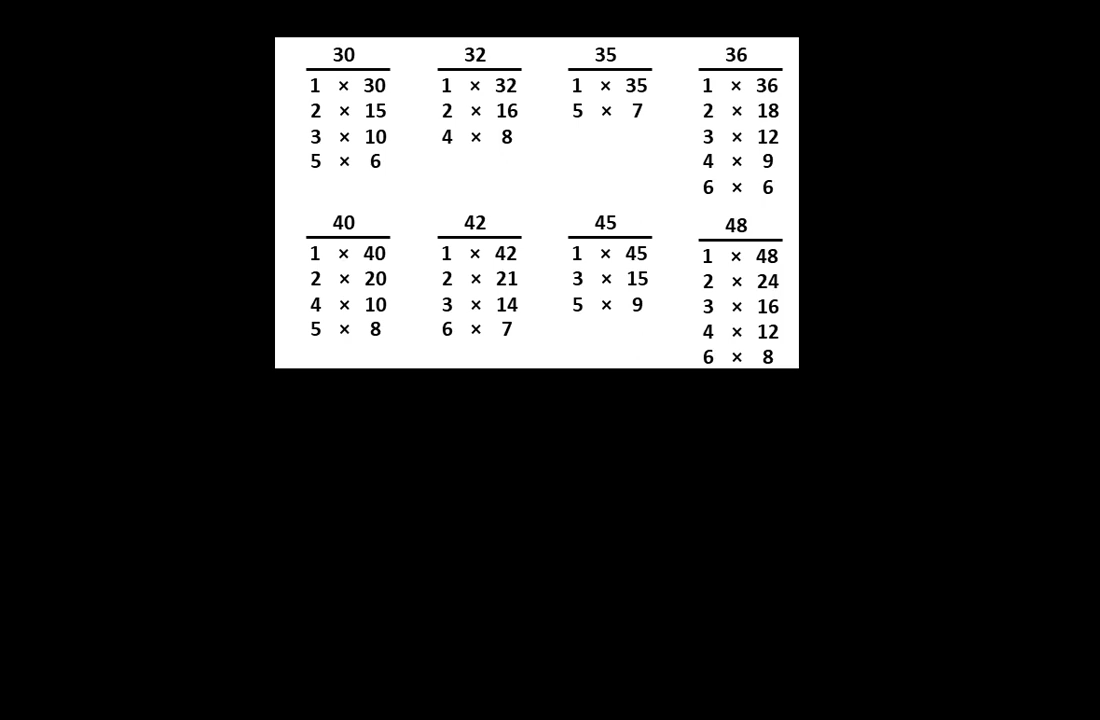 30 32 35 36
1 × 30 1 × 32 1 × 35 1 × 36
2 × 15 2 × 16 5 × 7 2 × 18
3 × 10 4 × 8 3 × 12
5 × 6 4 × 9
6 × 6
40 42 45 48
1 × 40 1 × 42 1 × 45 1 × 48
2 × 20 2 × 21 3 × 15 2 × 24
4 × 10 3 × 14 5 × 9 3 × 16
5 × 8 6 × 7 4 × 12
6 × 8